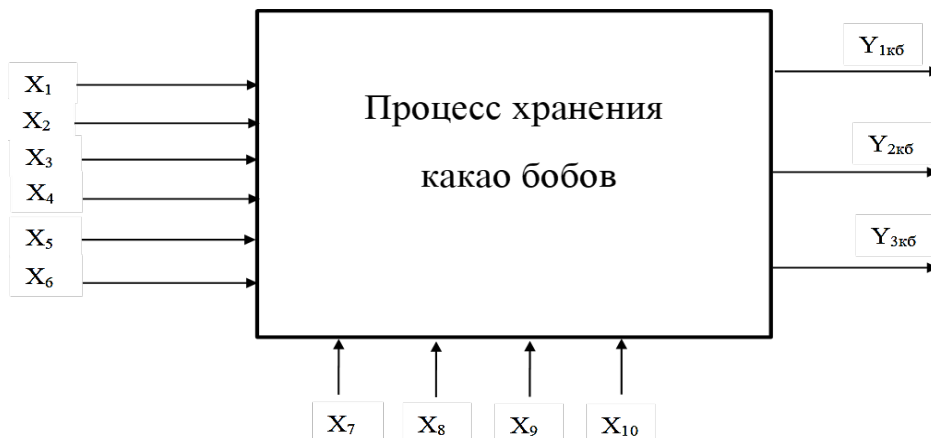 X₁
X₂
X₃
X₄
X₅
X₆
Процесс хранения
какао бобов
Y₁кб
Y₂кб
Y₃кб
X₇
X₈
X₉
X₁₀